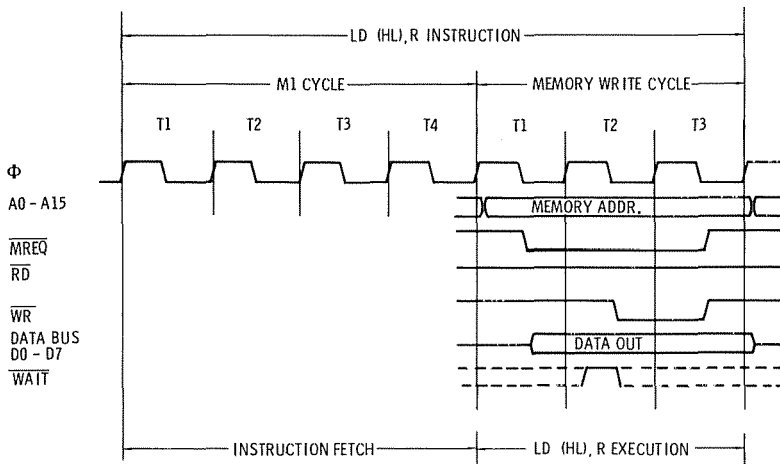 LD (HL), R INSTRUCTION
M1 CYCLE MEMORY WRITE CYCLE
T1 T2 T3 T4 T1 T2 T3
Φ
A0 - A15 MEMORY ADDR.
MREQ
RD
WR
DATA BUS
D0 - D7 DATA OUT
WAIT
INSTRUCTION FETCH LD (HL), R EXECUTION